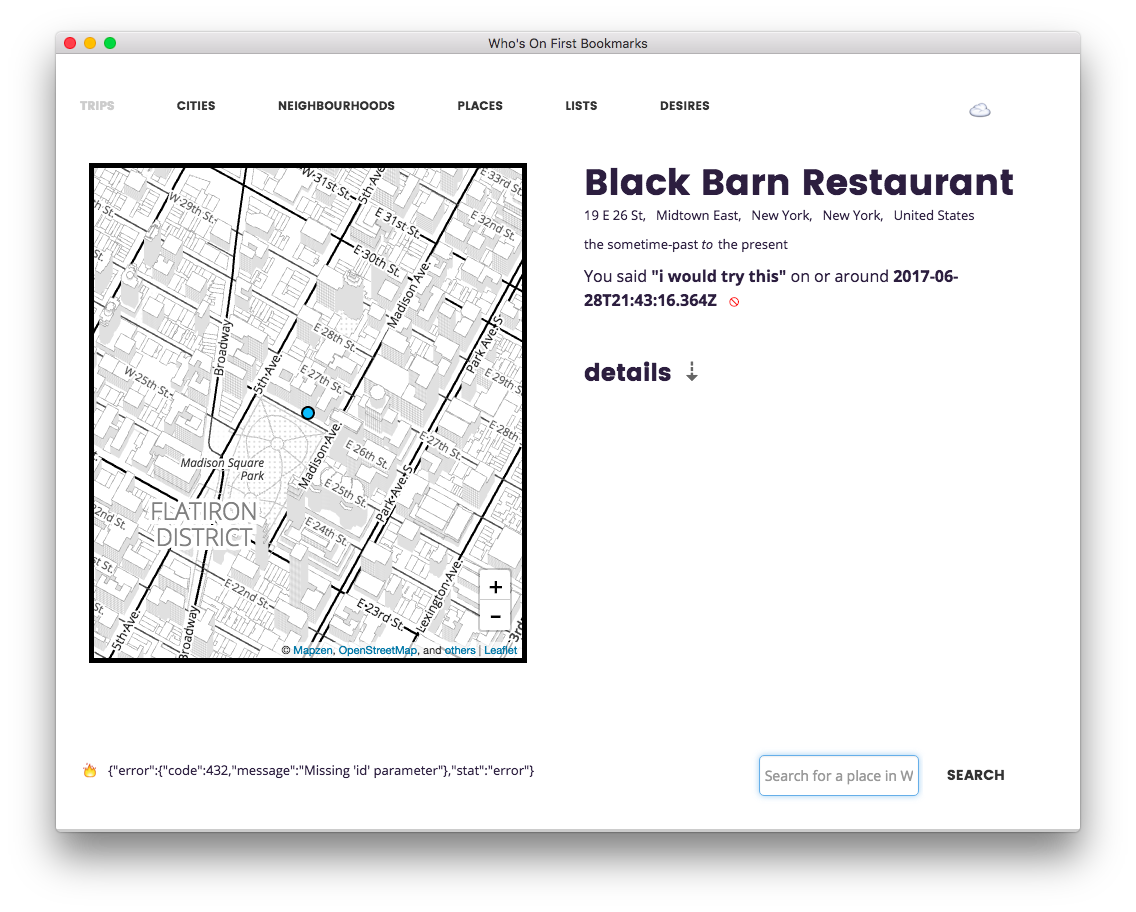 Who's On First Bookmarks
TRIPS
CITIES
NEIGHBOURHOODS
PLACES
LISTS
DESIRES
W 31st St.
5th Ave.
E 33rd St.
W 29th St.
E 31st St.
E 32nd St.
E 30th St.
Madison Ave.
Broadway
E 28th St.
Park Ave S
5th Ave.
E 27th St.
E 29th St.
W 25th St.
E 28th St.
E 27th St.
Madison Ave.
E 26th St.
Madison Square
Park
E 25th St.
Park Ave S
FLATIRON
DISTRICT
E 24th St.
E 22nd St.
Lexington Ave.
E 23rd St.
5th Ave.
Broadway
+
−
© Mapzen, OpenStreetMap, and others | Leaflet
Black Barn Restaurant
19 E 26 St, Midtown East, New York, New York, United States
the sometime-past to the present
You said "i would try this" on or around 2017-06-
28T21:43:16.364Z
details
{"error":{"code":432,"message":"Missing 'id' parameter"},"stat":"error"}
Search for a place in W
SEARCH